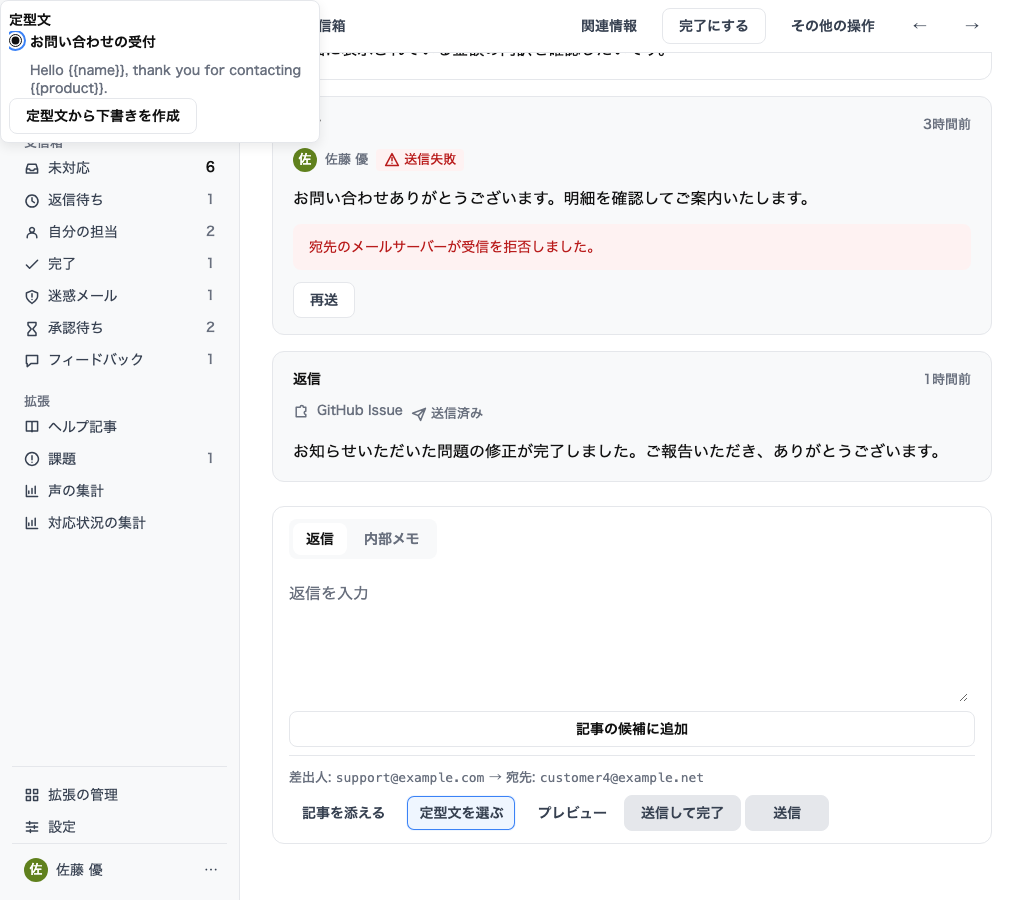 定型文
お問い合わせの受付
Hello {{name}}, thank you for contacting
{{product}}.
定型文から下書きを作成
信箱
関連情報
完了にする
その他の操作
←
→
未対応 6
返信待ち 1
自分の担当 2
完了 1
迷惑メール 1
承認待ち 2
フィードバック 1
拡張
ヘルプ記事
課題 1
声の集計
対応状況の集計
拡張の管理
設定
佐 佐藤 優 …
3時間前
佐 佐藤 優 送信失敗
お問い合わせありがとうございます。明細を確認してご案内いたします。
宛先のメールサーバーが受信を拒否しました。
再送
返信 1時間前
GitHub Issue 送信済み
お知らせいただいた問題の修正が完了しました。ご報告いただき、ありがとうございます。
返信 内部メモ
返信を入力
記事の候補に追加
差出人: support@example.com → 宛先: customer4@example.net
記事を添える 定型文を選ぶ プレビュー 送信して完了 送信